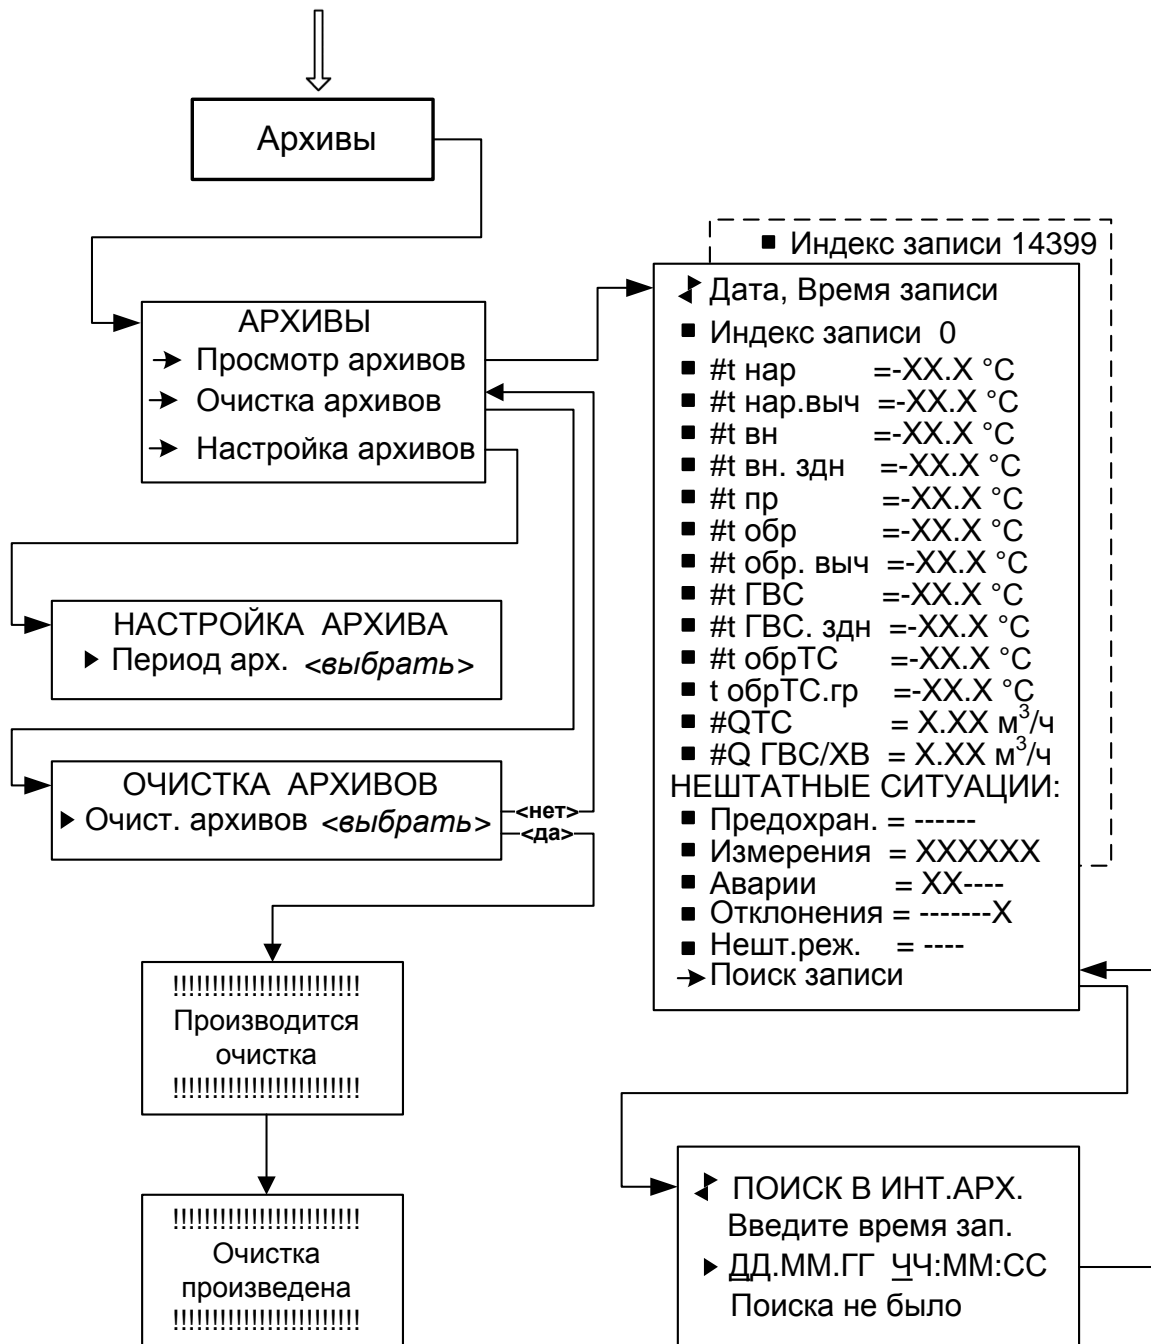 Архивы
АРХИВЫ
Просмотр архивов
Очистка архивов
Настройка архивов
НАСТРОЙКА АРХИВА
Период арх. <выбрать>
ОЧИСТКА АРХИВОВ
Очист. архивов <выбрать>
<нет>
<да>
!!!!!!!!!!!!!!!!!!!!!!!!
Производится
очистка
!!!!!!!!!!!!!!!!!!!!!!!!
!!!!!!!!!!!!!!!!!!!!!!!!
Очистка
произведена
!!!!!!!!!!!!!!!!!!!!!!!!
Индекс записи 14399
Дата, Время записи
Индекс записи 0
#t нар =-XX.X °C
#t нар.выч =-XX.X °C
#t вн =-XX.X °C
#t вн. здн =-XX.X °C
#t пр =-XX.X °C
#t обр =-XX.X °C
#t обр. выч =-XX.X °C
#t ГВС =-XX.X °C
#t ГВС. здн =-XX.X °C
#t обрТС =-XX.X °C
t обрТС.гр =-XX.X °C
#QТС = X.XX м³/ч
#Q ГВС/ХВ = X.XX м³/ч
НЕШТАТНЫЕ СИТУАЦИИ:
Предохран. = ------
Измерения = XXXXXX
Аварии = XX----
Отклонения = -------X
Нешт.реж. = ----
Поиск записи
ПОИСК В ИНТ.АРХ.
Введите время зап.
ДД.ММ.ГГ ЧЧ:ММ:СС
Поиска не было